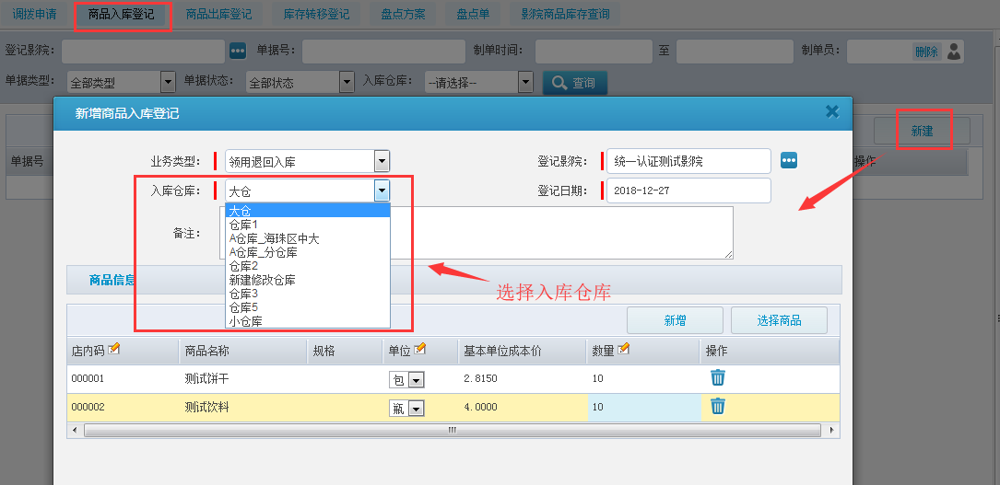 调拨申请 商品入库登记 商品出库登记 库存转移登记 盘点方案 盘点单 影院商品库存查询
登记影院: 单据号: 制单时间: 至 制单员: 删除
单据类型: 全部类型 单据状态: 全部状态 入库仓库: --请选择-- 查询
新增商品入库登记
新建
单据号 操作
业务类型: 领用退回入库 登记影院: 统一认证测试影院
入库仓库: 大仓 登记日期: 2018-12-27
备注:
大仓
仓库1
A仓库_海珠区中大
A仓库_分仓库
仓库2
新建修改仓库
仓库3
仓库5
小仓库
商品信息
选择入库仓库
新增 选择商品
店内码 商品名称 规格 单位 基本单位成本价 数量 操作
000001 测试饼干 包 2.8150 10
000002 测试饮料 瓶 4.0000 10